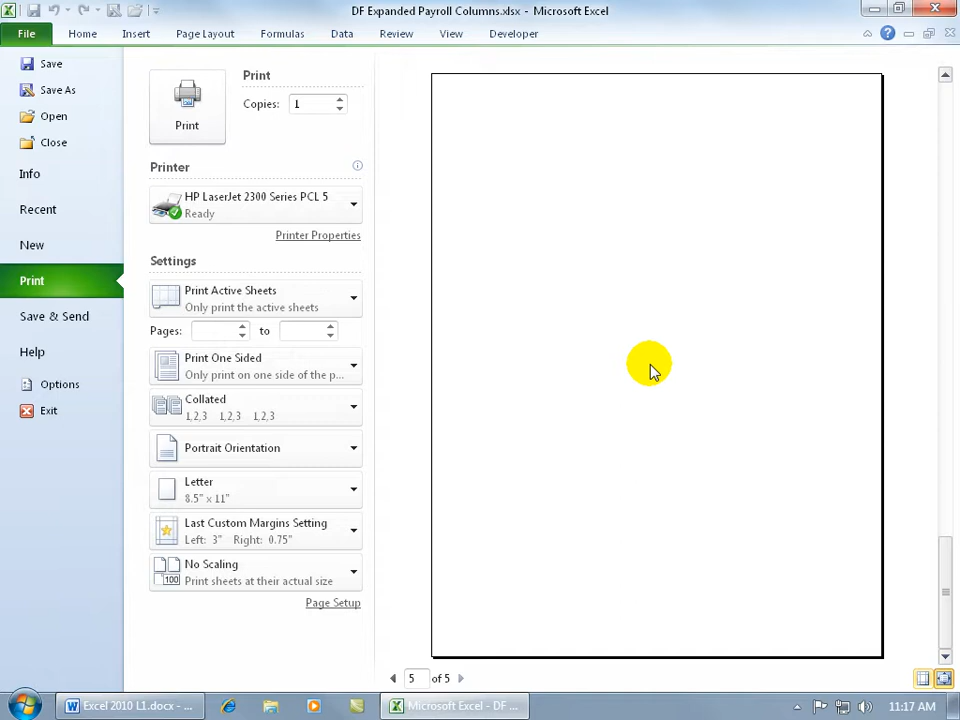 DF Expanded Payroll Columns.xlsx - Microsoft Excel
File Home Insert Page Layout Formulas Data Review View Developer
Save
Save As
Open
Close
Info
Recent
New
Print
Save & Send
Help
Options
Exit
Print
Print
Copies: 1
Printer
HP LaserJet 2300 Series PCL 5
Ready
Printer Properties
Settings
Print Active Sheets
Only print the active sheets
Pages: to
Print One Sided
Only print on one side of the p...
Collated
1,2,3 1,2,3 1,2,3
Portrait Orientation
Letter
8.5" x 11"
Last Custom Margins Setting
Left: 3" Right: 0.75"
No Scaling
100
Print sheets at their actual size
Page Setup
5 of 5
Excel 2010 L1.docx - ...
Microsoft Excel - DF ...
11:17 AM